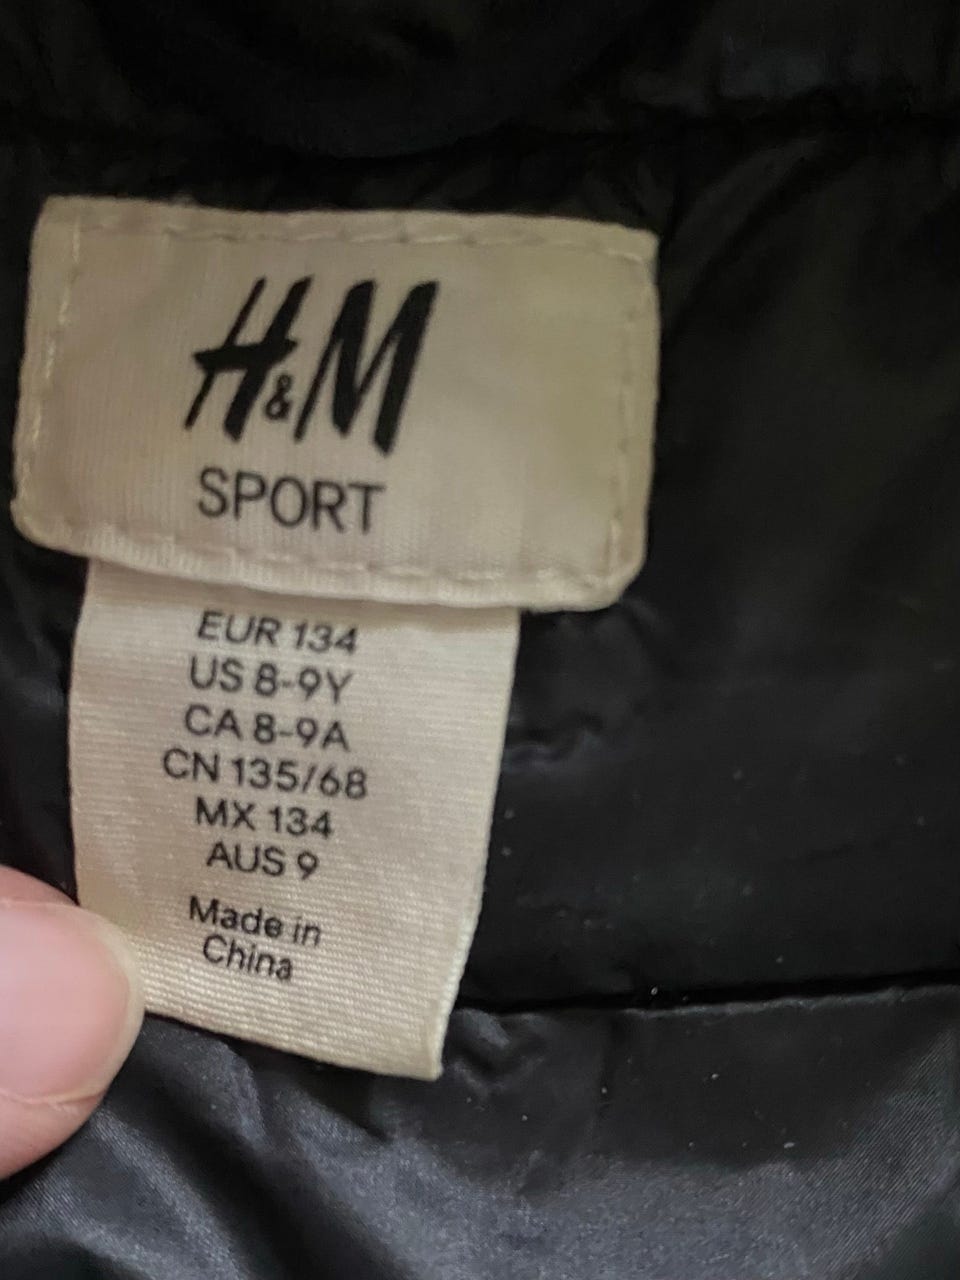 H&M
SPORT
EUR 134
US 8-9Y
CA 8-9A
CN 135/68
MX 134
AUS 9
Made in
China